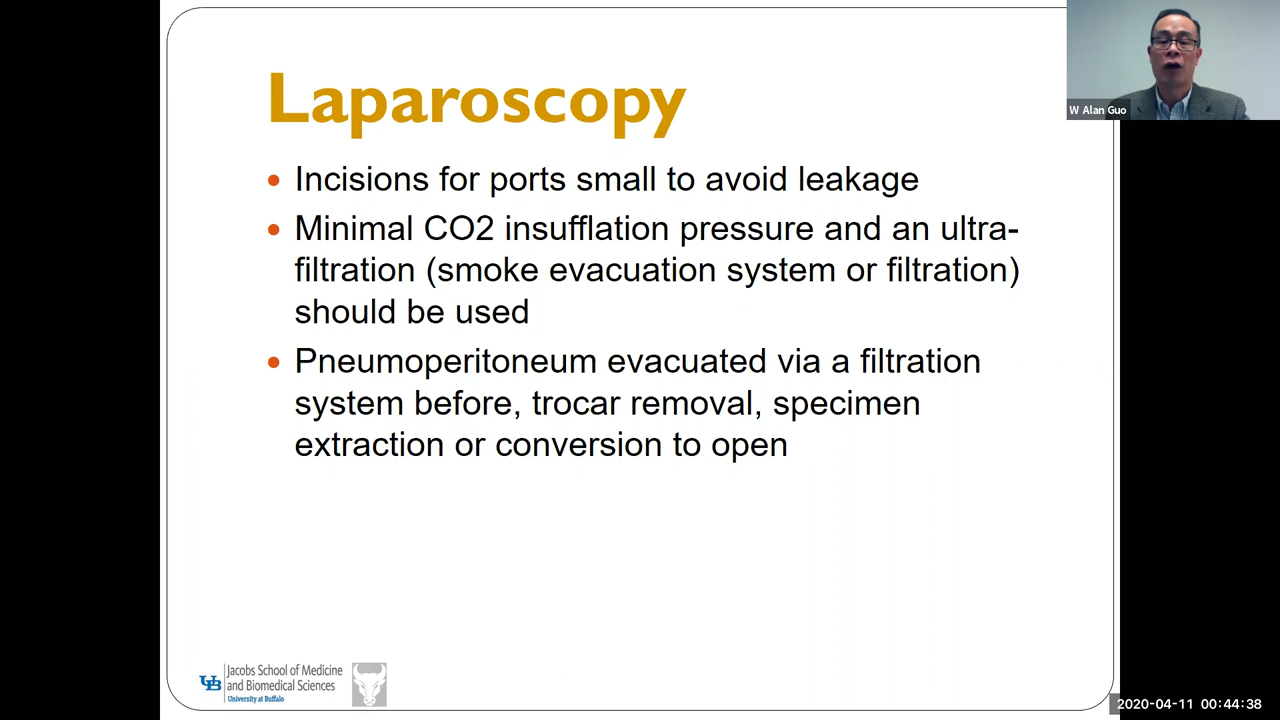 Laparoscopy
W Alan Guo
Incisions for ports small to avoid leakage
Minimal CO2 insufflation pressure and an ultra-
filtration (smoke evacuation system or filtration)
should be used
Pneumoperitoneum evacuated via a filtration
system before, trocar removal, specimen
extraction or conversion to open
UB
Jacobs School of Medicine
and Biomedical Sciences
University at Buffalo
2020-04-11 00:44:38